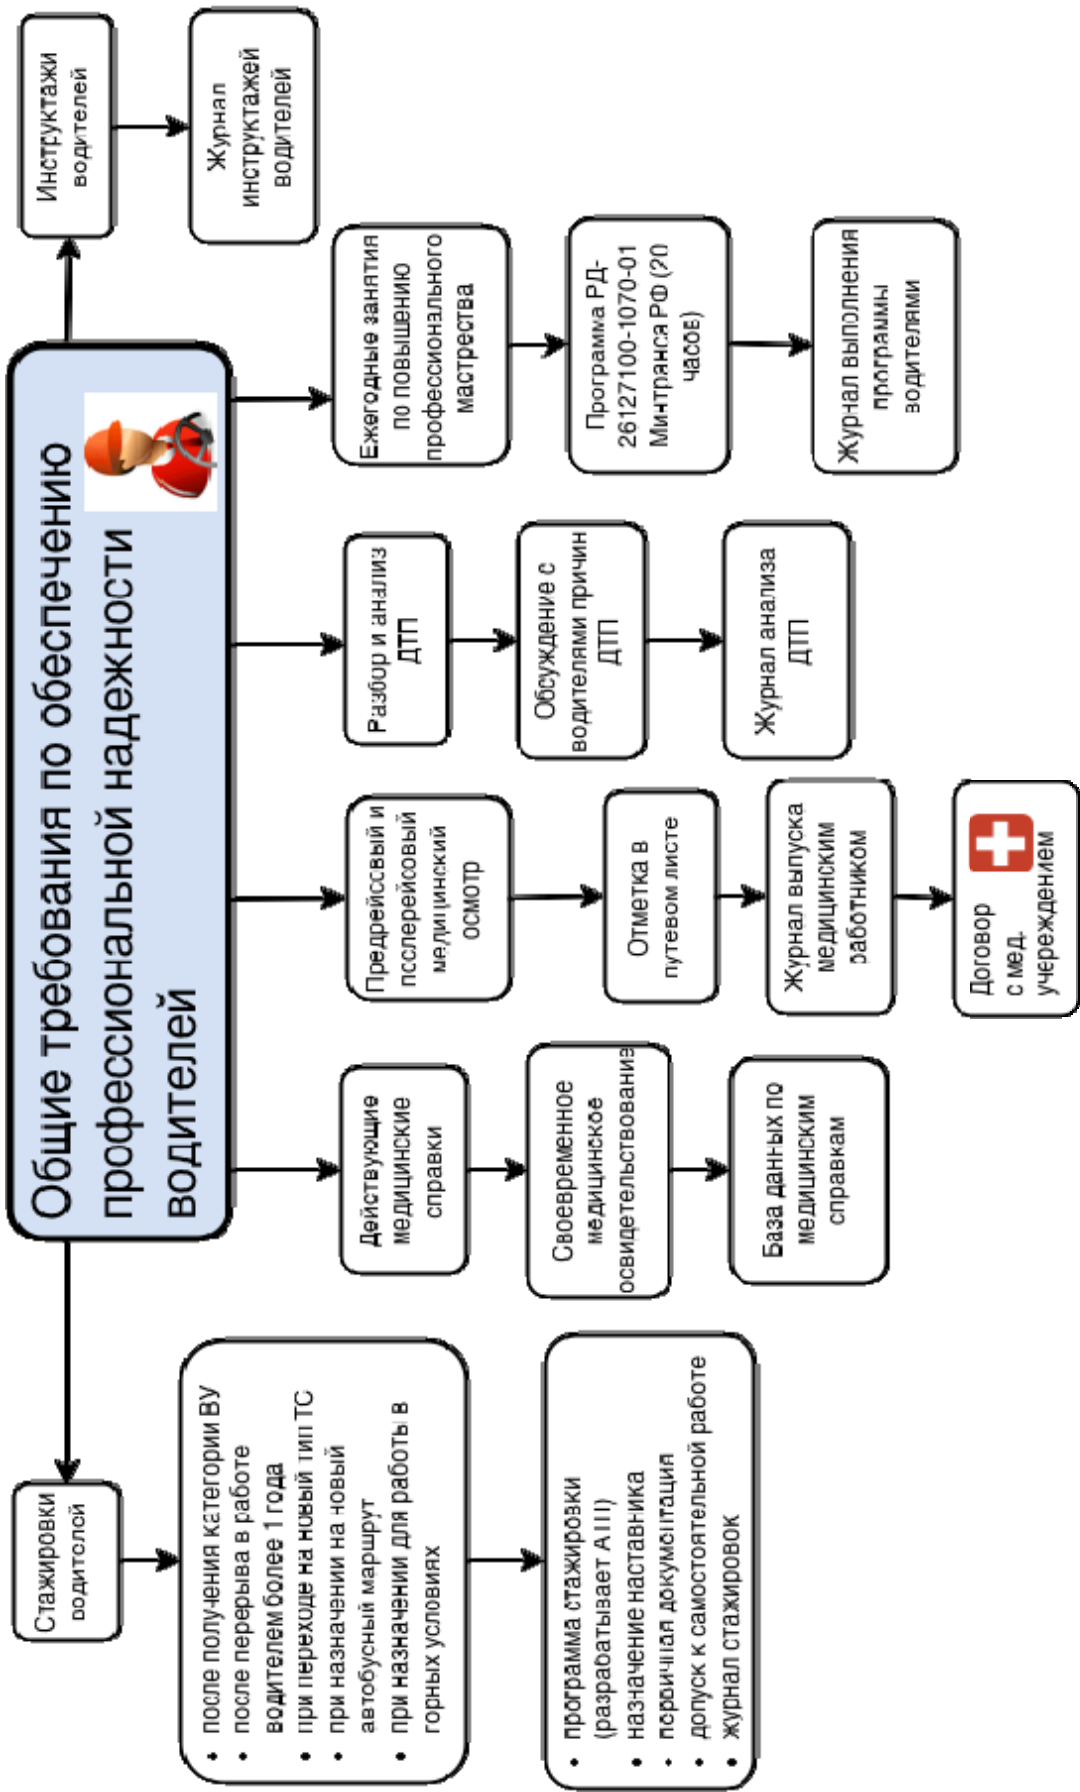 Общие требования по обеспечению
профессиональной надежности
водителей
Стажировки
водителей
• после получения категории ВУ
• после перерыва в работе
водителем более 1 года
• при переходе на новый тип ТС
• при назначении на новый
автобусный маршрут
• при назначении для работы в
горных условиях
• программа стажировки
(разрабатывает АТП)
• назначение наставника
• первичная документация
• допуск к самостоятельной работе
• журнал стажировок
Действующие
медицинские
справки
Своевременное
медицинское
освидетельствование
База данных по
медицинским
справкам
Предрейсовый и
послерейсовый
медицинский
осмотр
Отметка в
путевом листе
Журнал выпуска
медицинским
работником
Договор
с мед.
учереждением
Разбор и анализ
ДТП
Обсуждение с
водителями причин
ДТП
Журнал анализа
ДТП
Ежегодные занятия
по повышению
профессионального
мастрества
Программа РД-
26127100-1070-01
Минтранса РФ (20
часов)
Журнал выполнения
программы
водителями
Инструктажи
водителей
Журнал
инструктажей
водителей